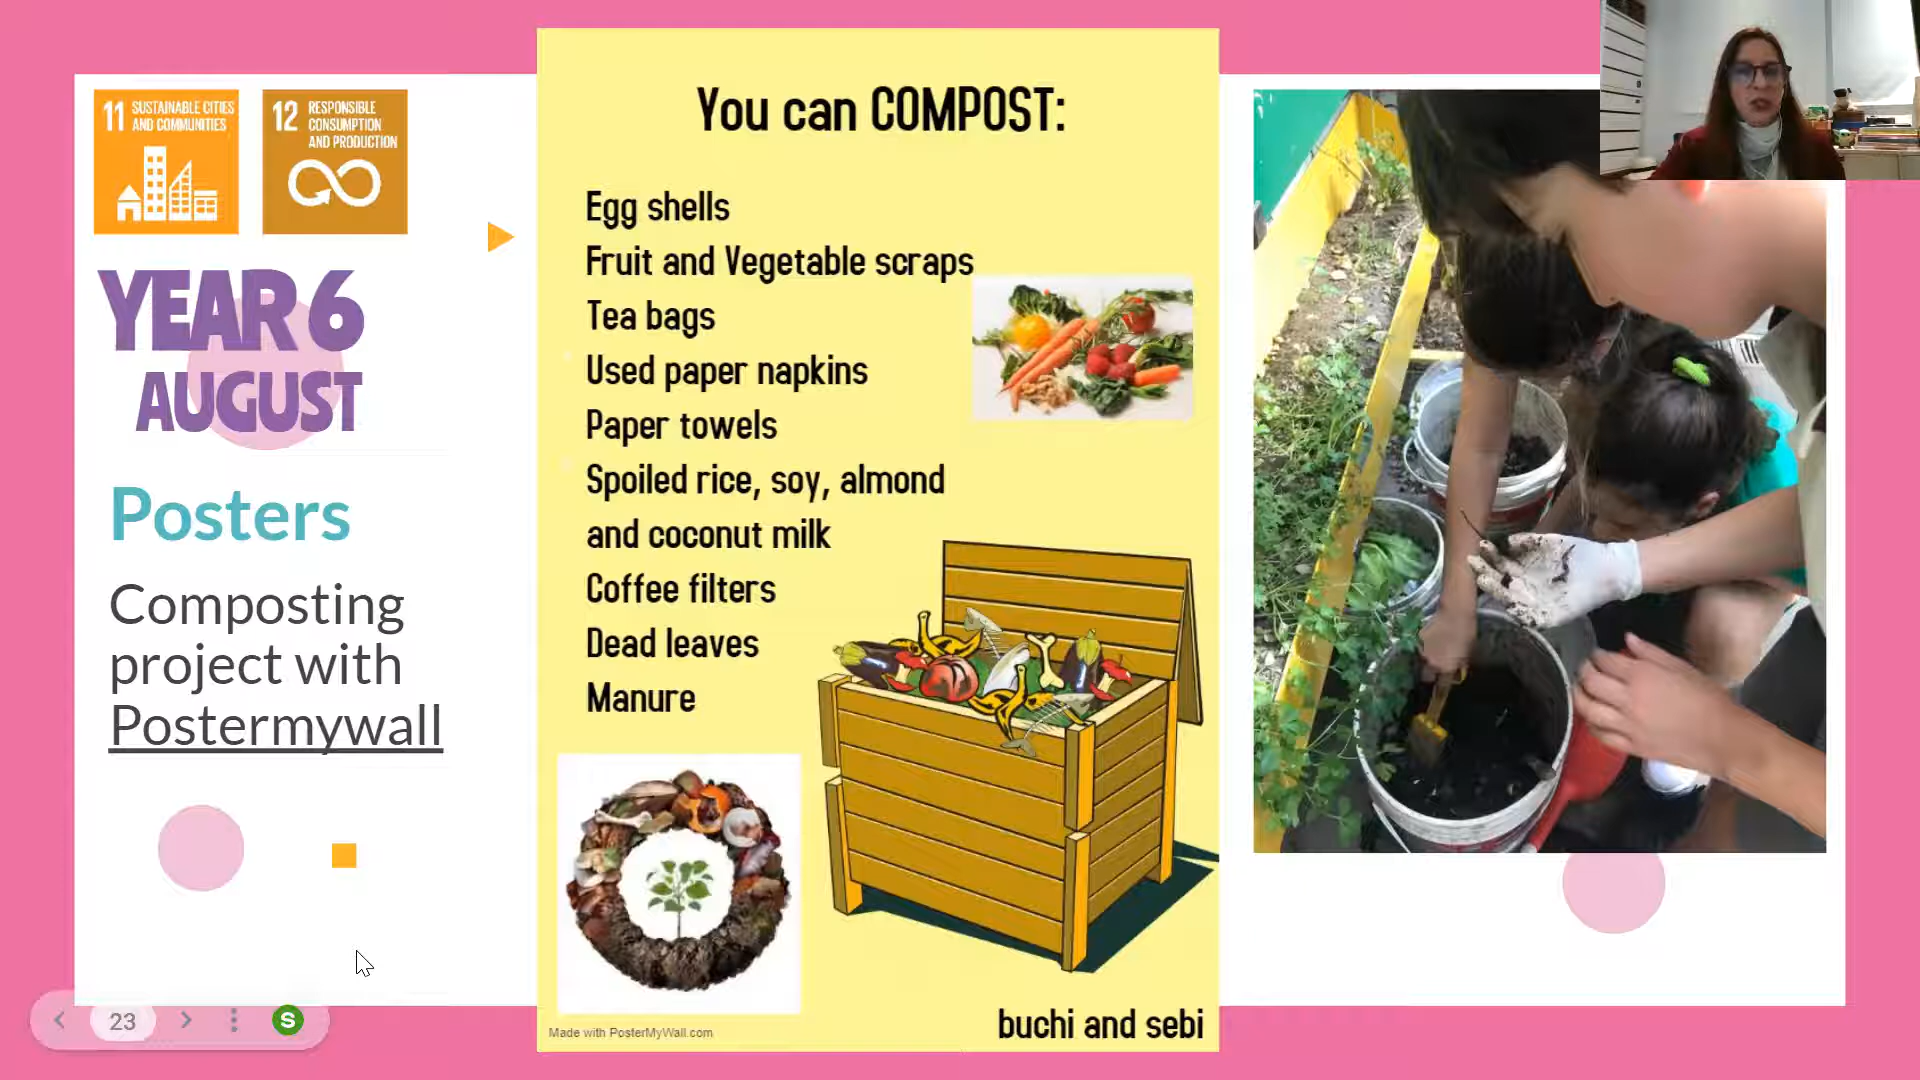 11 SUSTAINABLE CITIES
AND COMMUNITIES
12 RESPONSIBLE
CONSUMPTION
AND PRODUCTION
YEAR 6
AUGUST
Posters
Composting
project with
Postermywall
23
S
You can COMPOST:
Egg shells
Fruit and Vegetable scraps
Tea bags
Used paper napkins
Paper towels
Spoiled rice, soy, almond
and coconut milk
Coffee filters
Dead leaves
Manure
Made with PosterMyWall.com
buchi and sebi